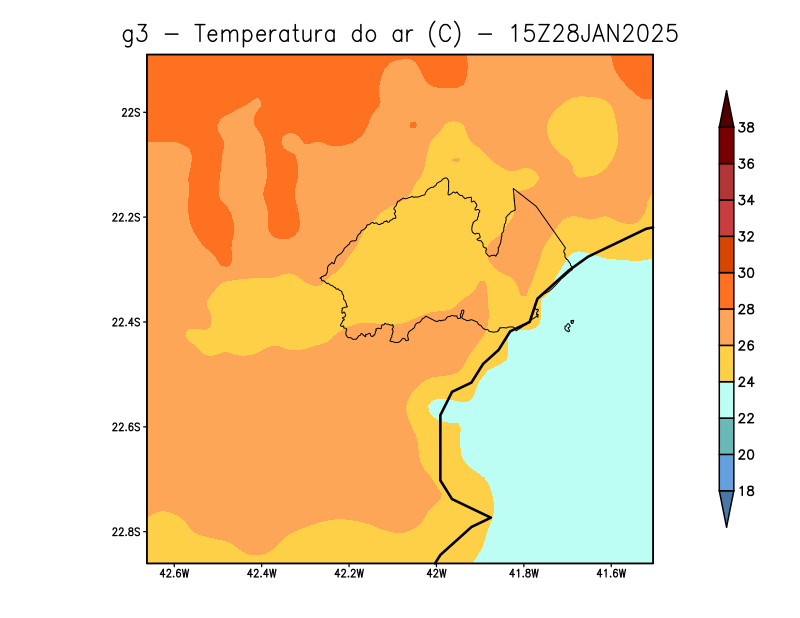 g3 - Temperatura do ar (C) - 15Z28JAN2025
22S
22.2S
22.4S
22.6S
22.8S
42.6W
42.4W
42.2W
42W
41.8W
41.6W
38
36
34
32
30
28
26
24
22
20
18